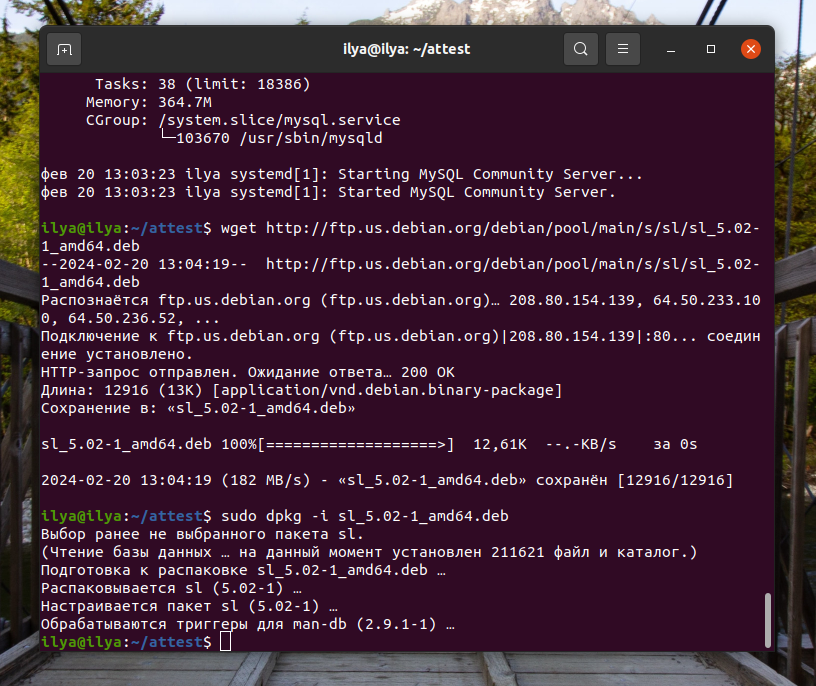 ilya@ilya: ~/attest
Tasks: 38 (limit: 18386)
Memory: 364.7M
CGroup: /system.slice/mysql.service
└─103670 /usr/sbin/mysqld
фев 20 13:03:23 ilya systemd[1]: Starting MySQL Community Server...
фев 20 13:03:23 ilya systemd[1]: Started MySQL Community Server.
ilya@ilya:~/attest$ wget http://ftp.us.debian.org/debian/pool/main/s/sl/sl_5.02-
1_amd64.deb
--2024-02-20 13:04:19--  http://ftp.us.debian.org/debian/pool/main/s/sl/sl_5.02-
1_amd64.deb
Распознаётся ftp.us.debian.org (ftp.us.debian.org)… 208.80.154.139, 64.50.233.10
0, 64.50.236.52, ...
Подключение к ftp.us.debian.org (ftp.us.debian.org)|208.80.154.139|:80... соедин
ение установлено.
HTTP-запрос отправлен. Ожидание ответа… 200 OK
Длина: 12916 (13K) [application/vnd.debian.binary-package]
Сохранение в: «sl_5.02-1_amd64.deb»
sl_5.02-1_amd64.deb 100%[===================>]  12,61K  --.-KB/s    за 0s
2024-02-20 13:04:19 (182 MB/s) - «sl_5.02-1_amd64.deb» сохранён [12916/12916]
ilya@ilya:~/attest$ sudo dpkg -i sl_5.02-1_amd64.deb
Выбор ранее не выбранного пакета sl.
(Чтение базы данных … на данный момент установлен 211621 файл и каталог.)
Подготовка к распаковке sl_5.02-1_amd64.deb …
Распаковывается sl (5.02-1) …
Настраивается пакет sl (5.02-1) …
Обрабатываются триггеры для man-db (2.9.1-1) …
ilya@ilya:~/attest$